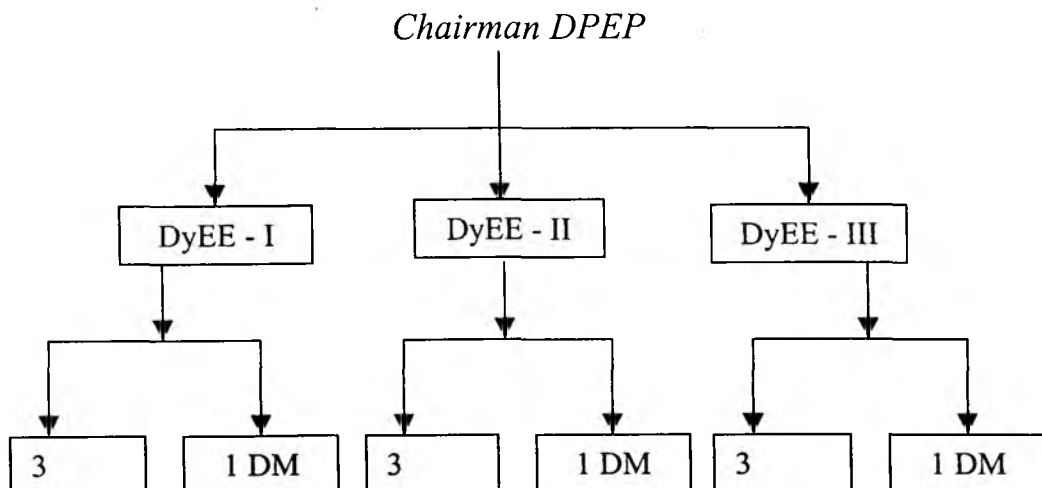 Chairman DPEP
DyEE - I
DyEE - II
DyEE - III
3
1 DM
3
1 DM
3
1 DM